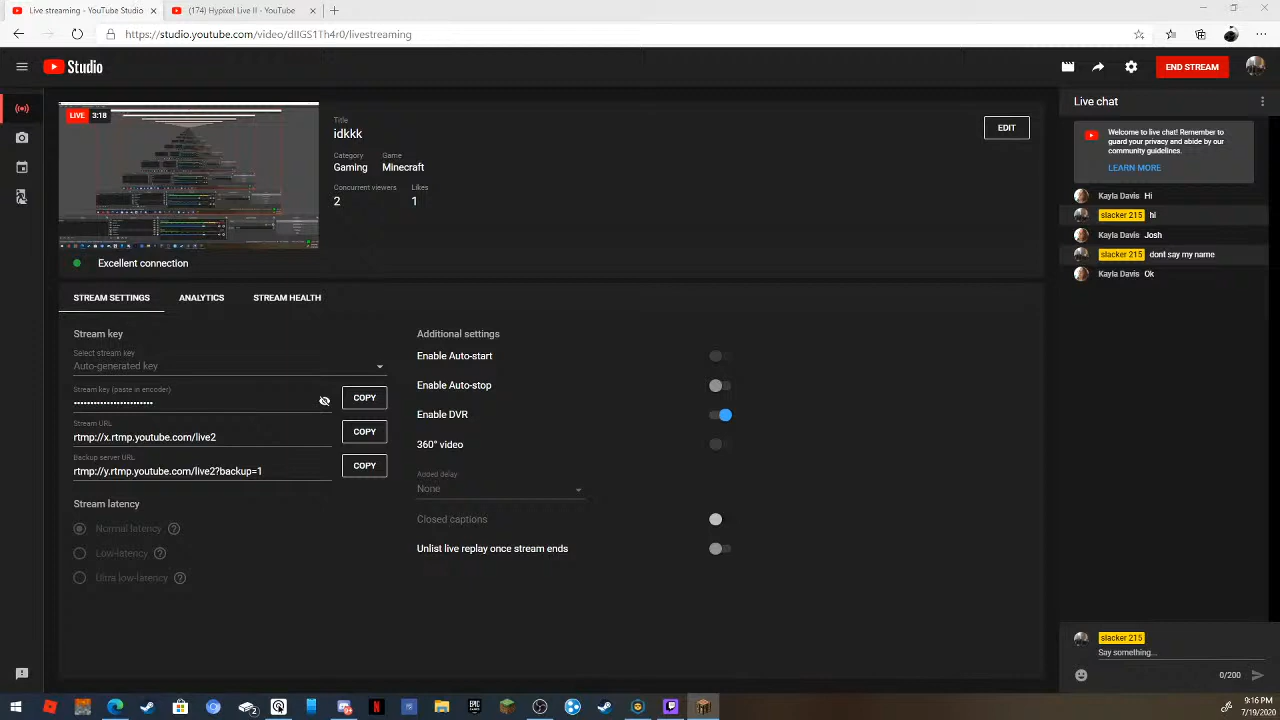 Live streaming - YouTube Studio
(174) Hypixel Live II - YouTube
https://studio.youtube.com/video/dIIGS1Th4r0/livestreaming
Studio
END STREAM
LIVE 3:18
Title
idkkk
EDIT
Category Game
Gaming Minecraft
Concurrent viewers Likes
2 1
Excellent connection
STREAM SETTINGS ANALYTICS STREAM HEALTH
Stream key
Select stream key
Auto-generated key
Stream key (paste in encoder)
COPY
Stream URL
rtmp://x.rtmp.youtube.com/live2
COPY
Backup server URL
rtmp://y.rtmp.youtube.com/live2?backup=1
COPY
Stream latency
Normal latency
Low-latency
Ultra low-latency
Additional settings
Enable Auto-start
Enable Auto-stop
Enable DVR
360° video
Added delay
None
Closed captions
Unlist live replay once stream ends
Live chat
Welcome to live chat! Remember to
guard your privacy and abide by our
community guidelines.
LEARN MORE
Kayla Davis Hi
slacker 215 hi
Kayla Davis Josh
slacker 215 dont say my name
Kayla Davis Ok
slacker 215
Say something...
0/200
9:16 PM
7/19/2020